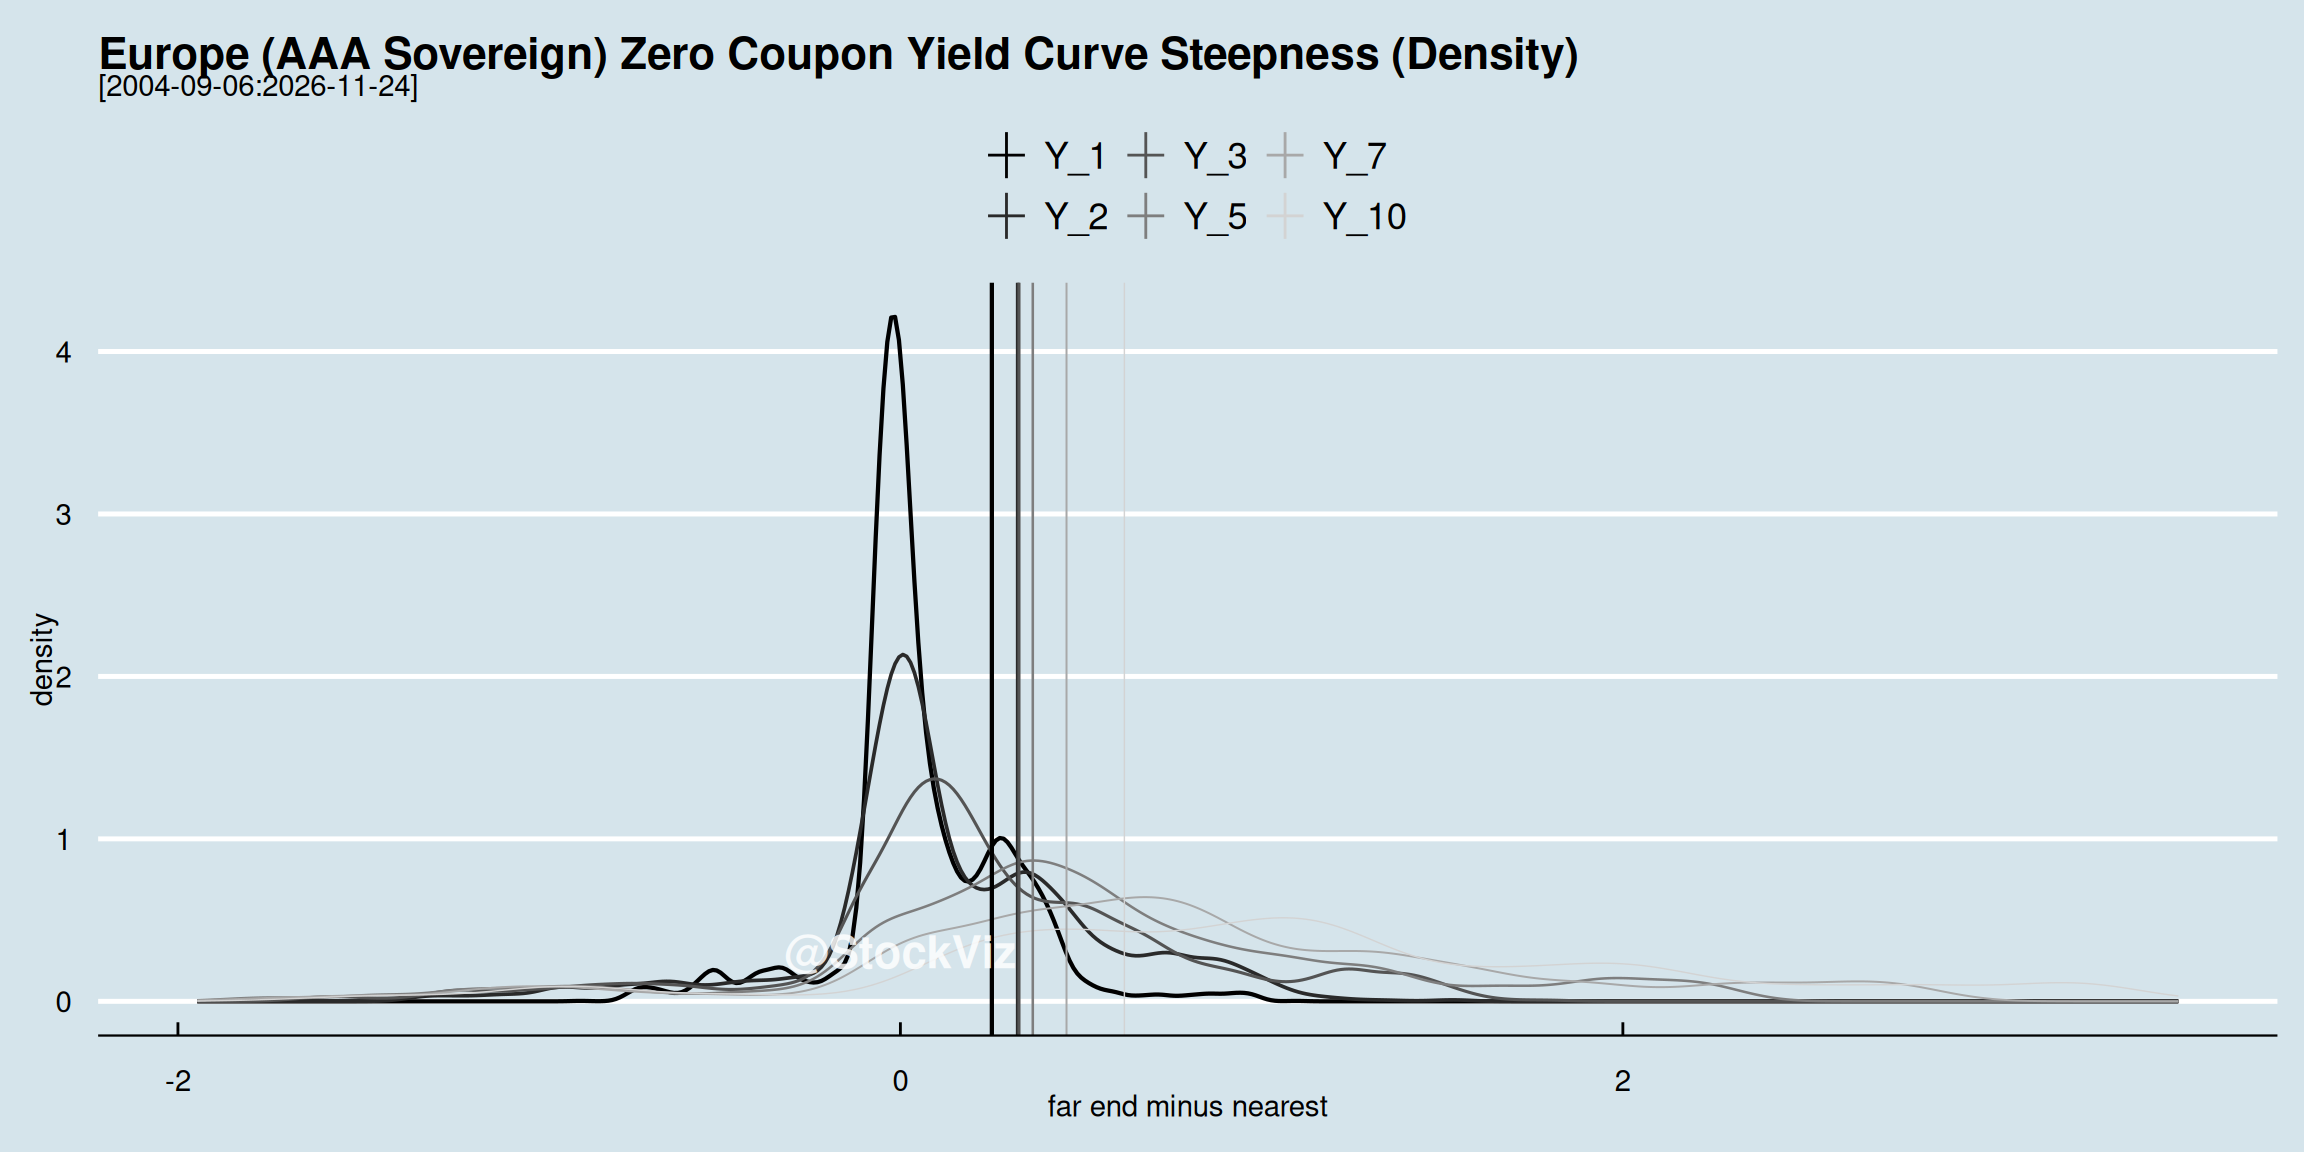 Europe (AAA Sovereign) Zero Coupon Yield Curve Steepness (Density)
[2004-09-06:2026-11-24]
Y_1 Y_3 Y_7
Y_2 Y_5 Y_10
4
3
2
1
0
density
@StockViz
-2 0 2
far end minus nearest